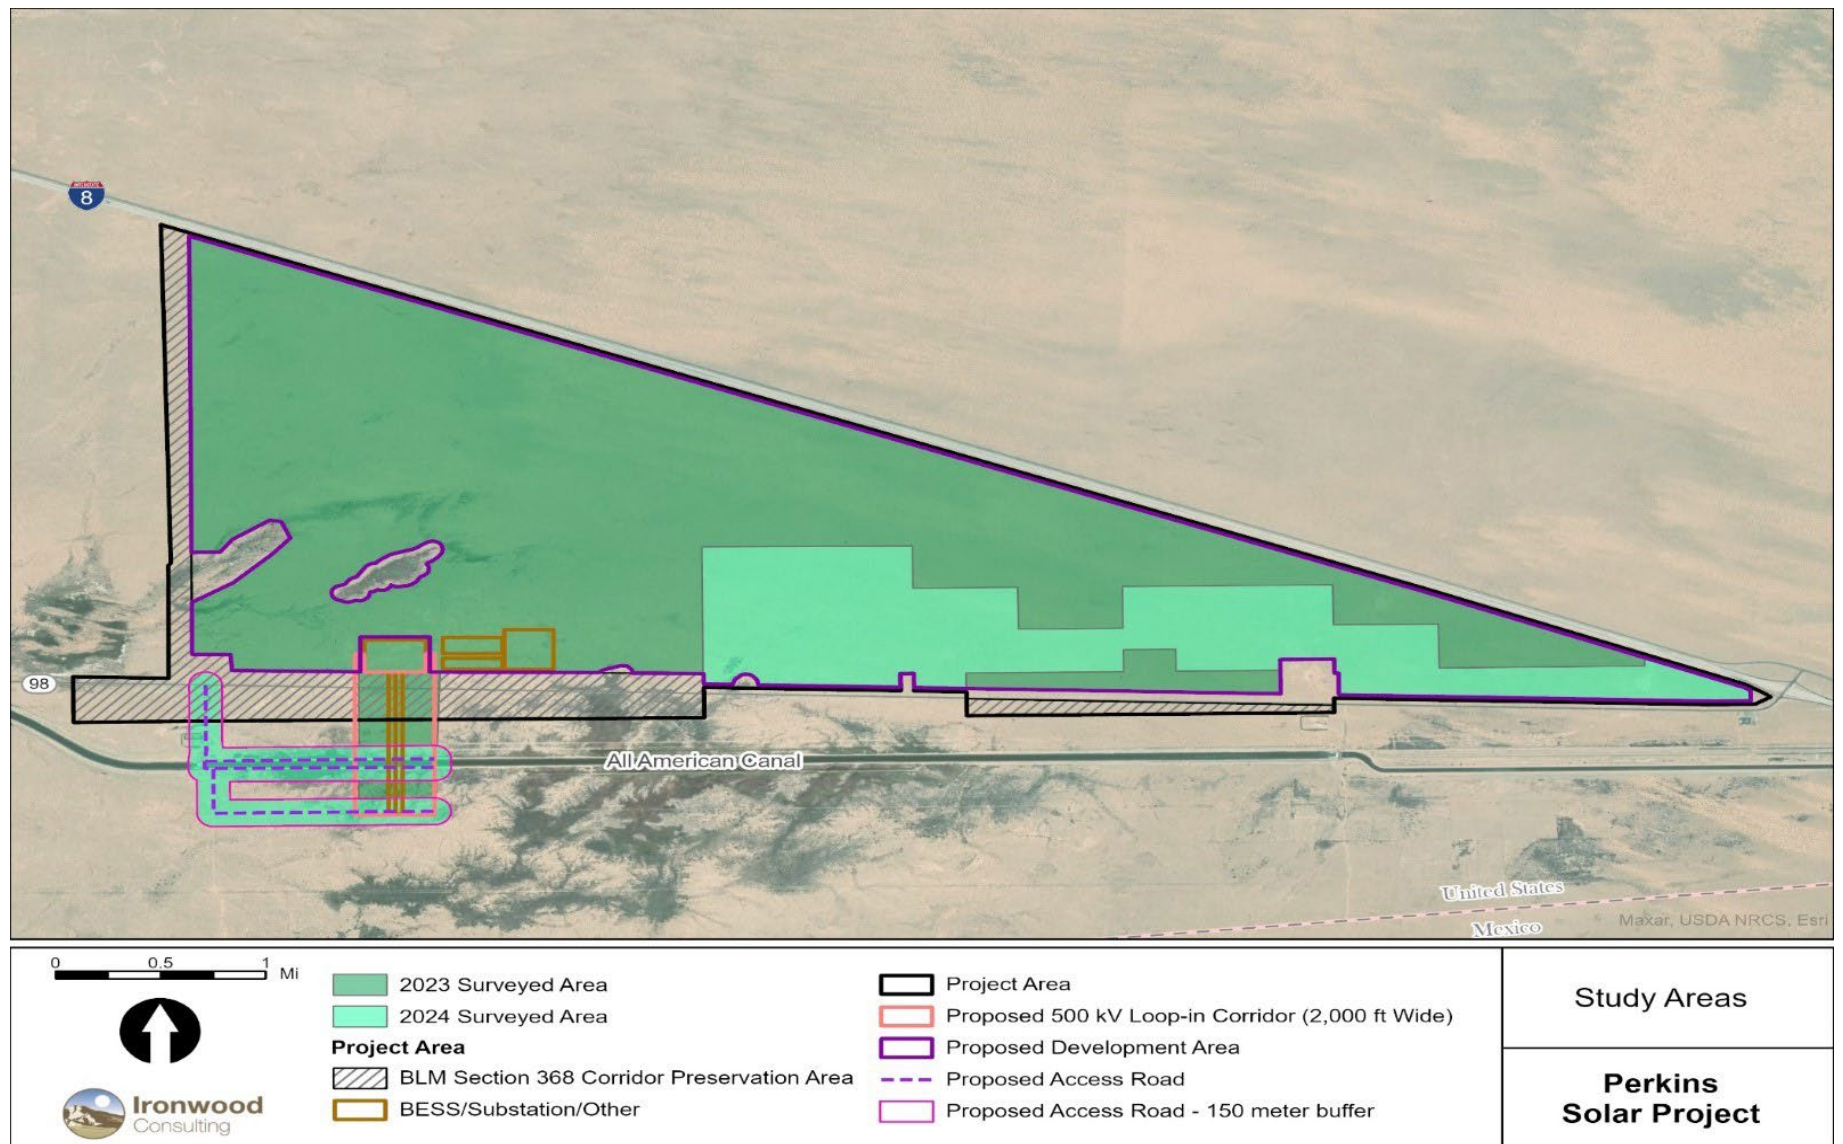 INTERSTATE
8
98
All American Canal
United States
Mexico
Maxar, USDA NRCS, Esri
0 0.5 1 Mi
2023 Surveyed Area
2024 Surveyed Area
Project Area
BLM Section 368 Corridor Preservation Area
BESS/Substation/Other
Project Area
Proposed 500 kV Loop-in Corridor (2,000 ft Wide)
Proposed Development Area
Proposed Access Road
Proposed Access Road - 150 meter buffer
Ironwood
Consulting
Study Areas
Perkins
Solar Project